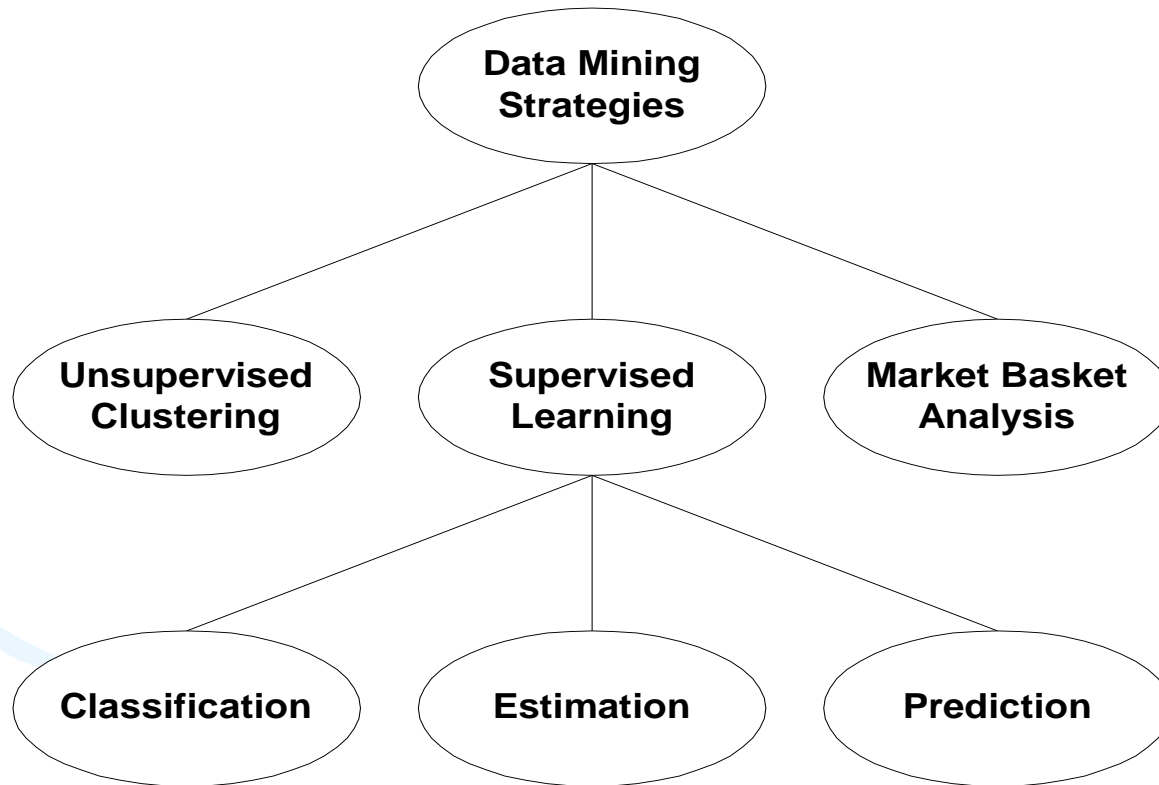 Data Mining
Strategies
Unsupervised
Clustering
Supervised
Learning
Market Basket
Analysis
Classification
Estimation
Prediction